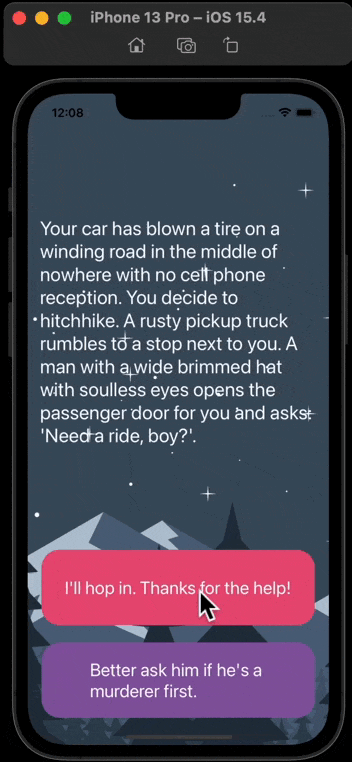 iPhone 13 Pro – iOS 15.4
12:08
Your car has blown a tire on a
winding road in the middle of
nowhere with no cell phone
reception. You decide to
hitchhike. A rusty pickup truck
rumbles to a stop next to you. A
man with a wide brimmed hat
with soulless eyes opens the
passenger door for you and asks:
'Need a ride, boy?'.
I'll hop in. Thanks for the help!
Better ask him if he's a
murderer first.